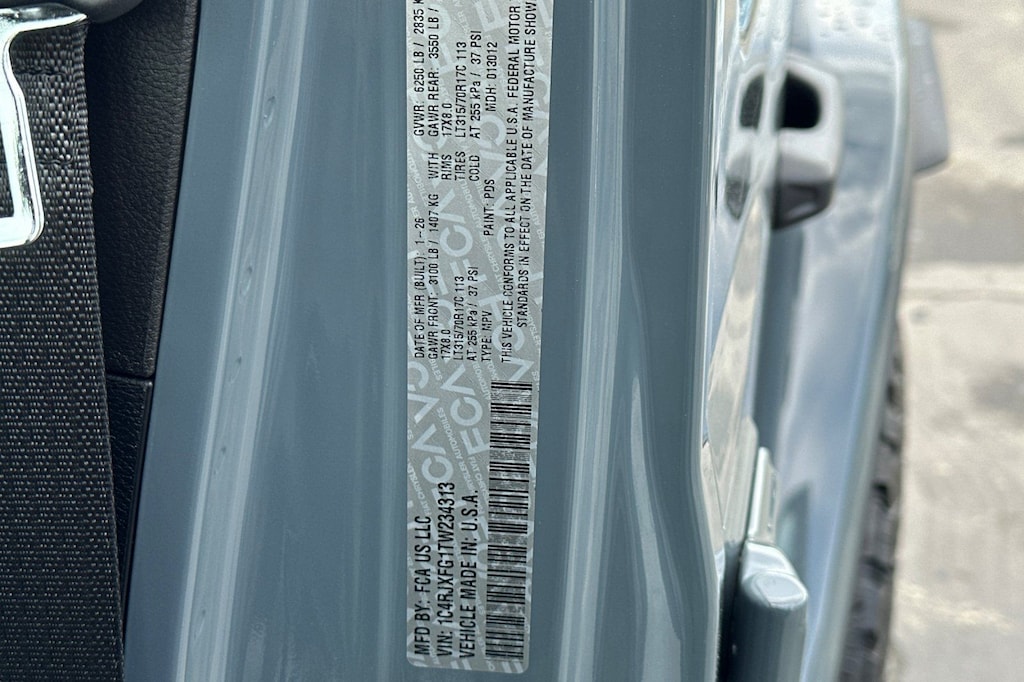 MFD BY: FCA US LLC
DATE OF MFR (BUILT): 1-26
GVWR: 6250 LB / 2835 K
VIN: 1C4RJXFG1TW234313
GAWR FRONT: 3100 LB / 1407 KG WITH
GAWR REAR: 3550 LB /
17X8.0 RIMS
17X8.0
VEHICLE MADE IN: U.S.A.
LT315/70R17C 113 TIRES
LT315/70R17C 113
AT 255 kPa / 37 PSI COLD
AT 255 kPa / 37 PSI
TYPE: MPV PAINT: PDS MDH: 013012
THIS VEHICLE CONFORMS TO ALL APPLICABLE U.S.A. FEDERAL MOTOR
STANDARDS IN EFFECT ON THE DATE OF MANUFACTURE SHOW